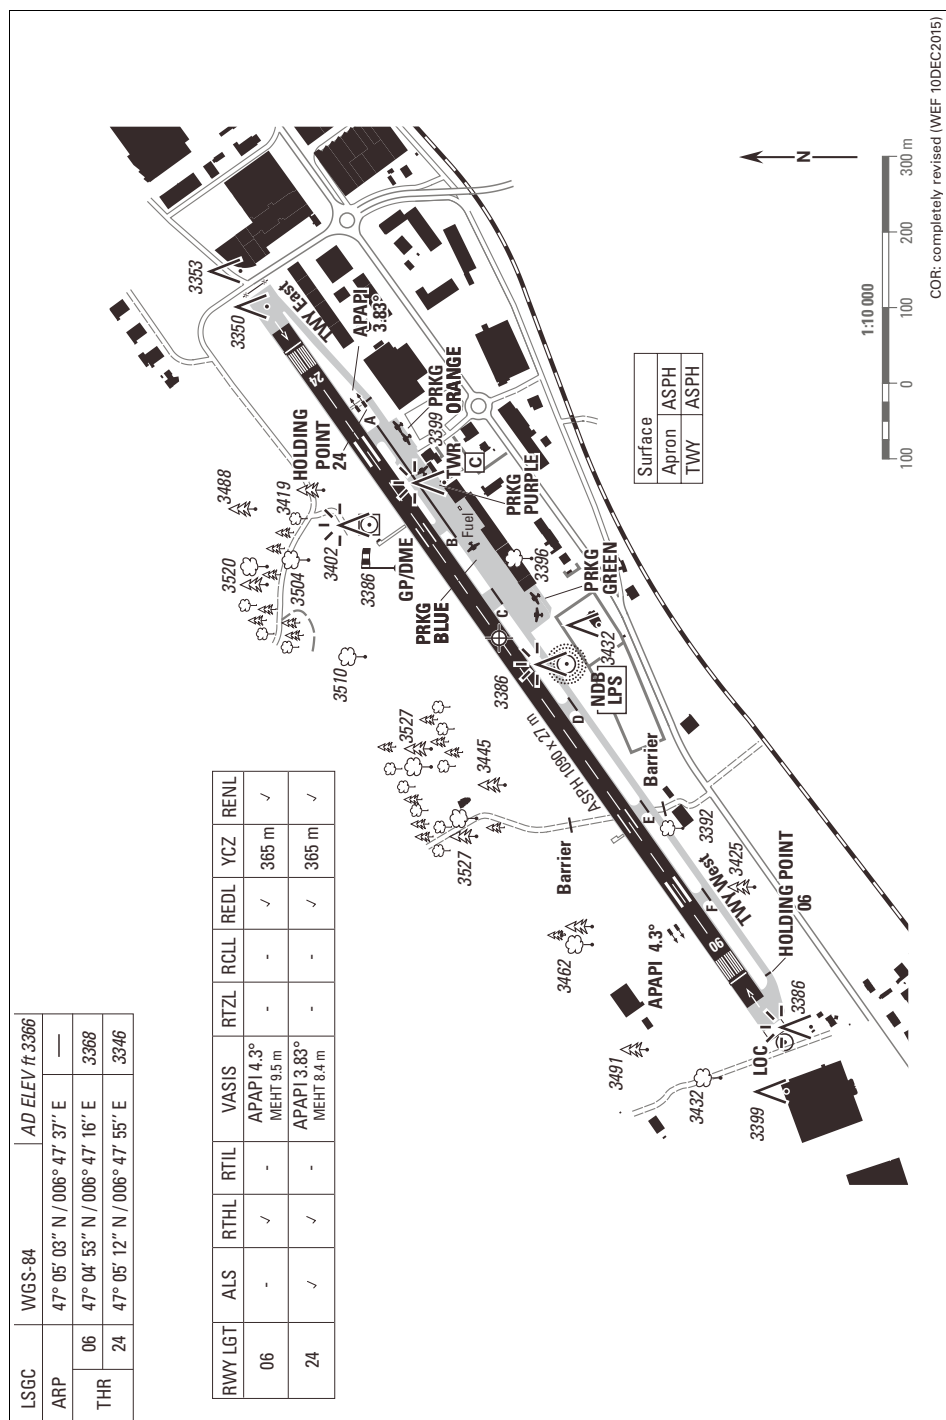 LSGC WGS-84 AD ELEV ft 3366
ARP 47° 05' 03'' N / 006° 47' 37'' E —
THR 06 47° 04' 53'' N / 006° 47' 16'' E 3368
24 47° 05' 12'' N / 006° 47' 55'' E 3346
RWY LGT ALS RTHL RTIL VASIS RTZL RCLL REDL YCZ RENL
06 - √ - APAPI 4.3° - - √ 365 m √
MEHT 9.5 m
24 √ √ - APAPI 3.83° - - √ 365 m √
MEHT 8.4 m
3353
3350
TWY East
APAPI
3.83°
24
A
HOLDING
POINT
24
3399
PRKG
ORANGE
TWR
C
PRKG
PURPLE
3488
3419
3402
3520
3504
3386
GP/DME
B
Fuel
PRKG
BLUE
3396
PRKG
GREEN
C
3510
3386
3432
NDB
LPS
D
ASPH 1090 x 27 m
3527
3445
3527
Barrier
Barrier
E
3392
3425
TWY West
F
HOLDING POINT
06
06
3462
APAPI 4.3°
3491
3432
LOC
3386
3399
Surface
Apron ASPH
TWY ASPH
N
1:10 000
100 0 100 200 300 m
COR: completely revised (WEF 10DEC2015)